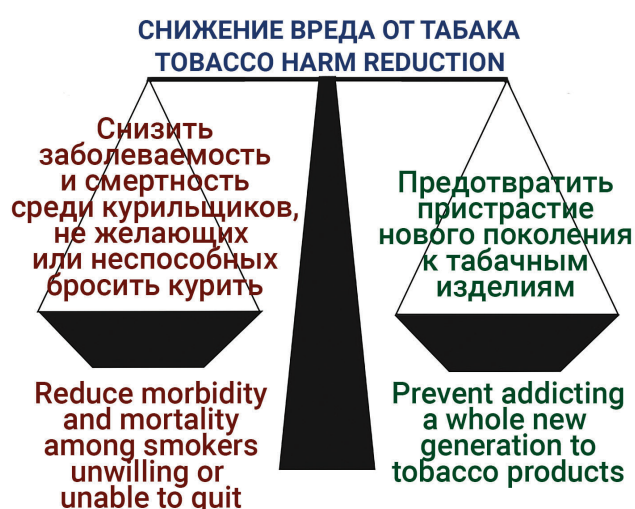 СНИЖЕНИЕ ВРЕДА ОТ ТАБАКА
TOBACCO HARM REDUCTION
Снизить
заболеваемость
и смертность
среди курильщиков,
не желающих
или неспособных
бросить курить
Предотвратить
пристрастие
нового поколения
к табачным
изделиям
Reduce morbidity
and mortality
among smokers
unwilling or
unable to quit
Prevent addicting
a whole new
generation to
tobacco products